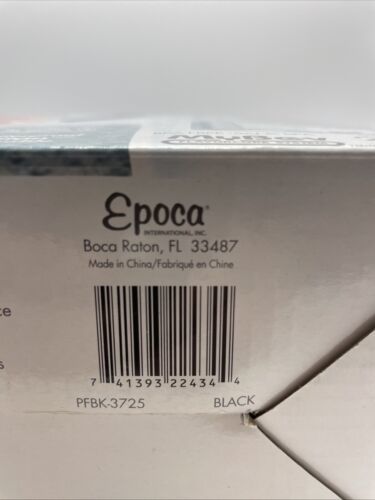 Epoca®
INTERNATIONAL, INC.
Boca Raton, FL 33487
Made in China/Fabriqué en Chine
7 41393 22434 4
PFBK-3725 BLACK